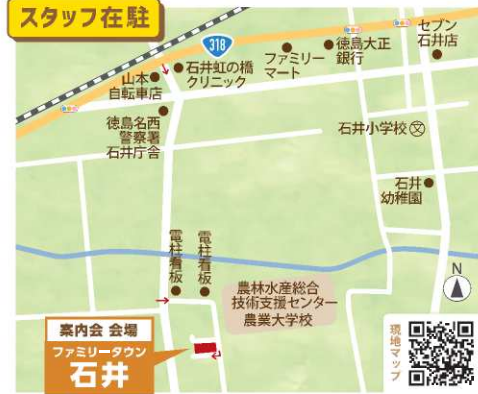 スタッフ在駐
318
セブン
石井店
徳島大正
銀行
ファミリー
マート
石井虹の橋
クリニック
山本
自転車店
徳島名西
警察署
石井庁舎
石井小学校
文
石井
幼稚園
電柱看板
電柱看板
農林水産総合
技術支援センター
農業大学校
N
案内会 会場
ファミリータウン
石井
現地マップ